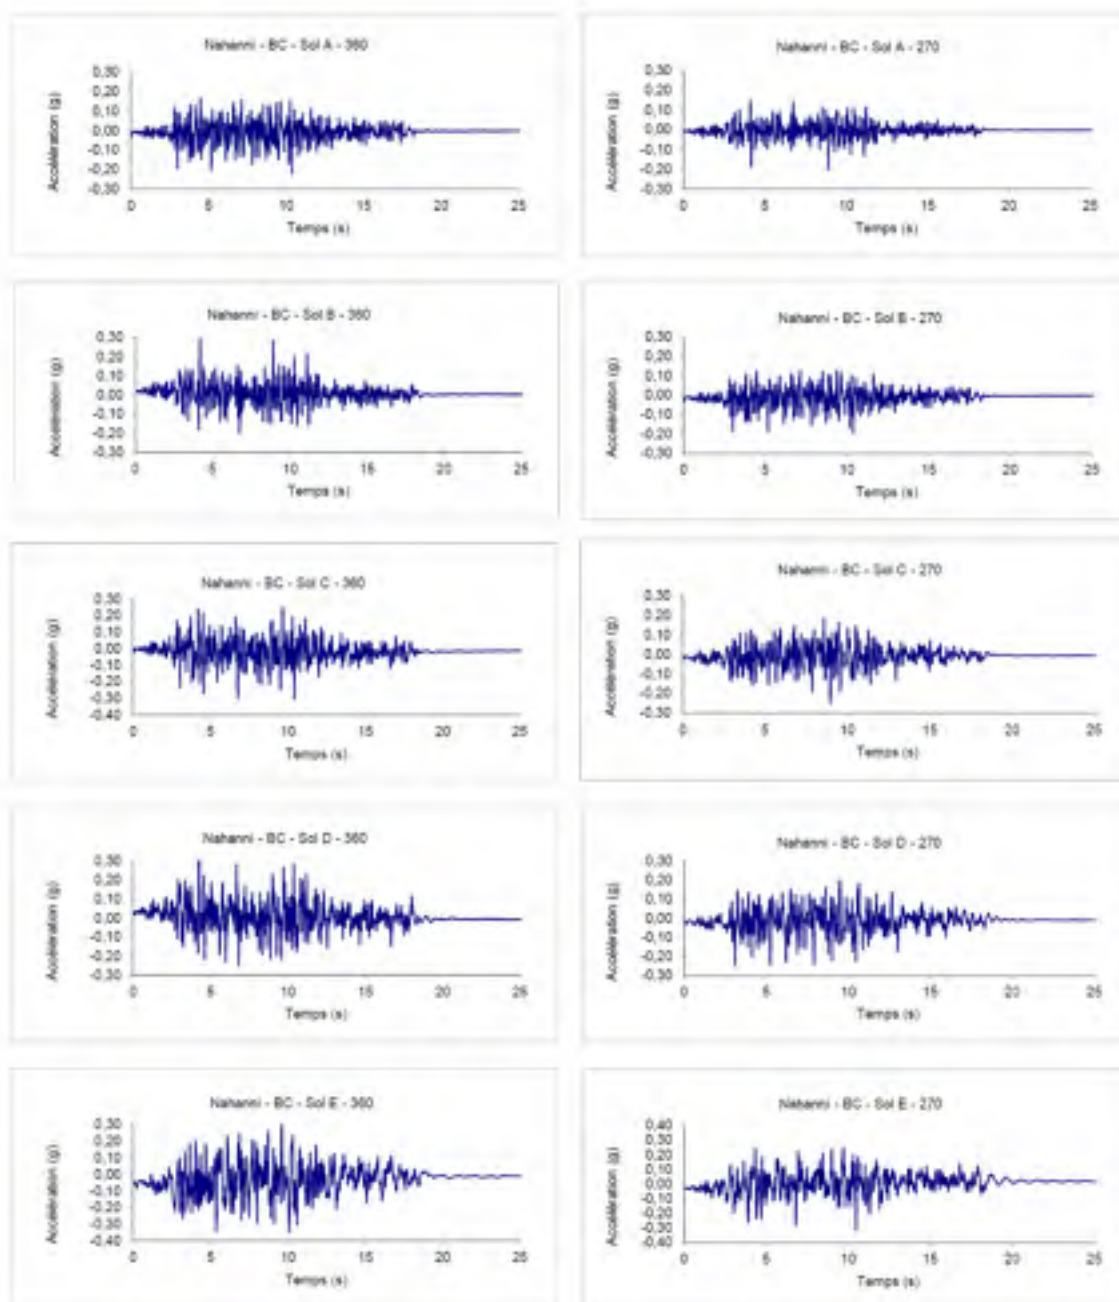 Nahanni - BC - Sol A - 360
Accélération (g)
0,30
0,20
0,10
0,00
-0,10
-0,20
-0,30
0 5 10 15 20 25
Temps (s)
Nahanni - BC - Sol A - 270
Accélération (g)
0,30
0,20
0,10
0,00
-0,10
-0,20
-0,30
0 5 10 15 20 25
Temps (s)
Nahanni - BC - Sol B - 360
Accélération (g)
0,30
0,20
0,10
0,00
-0,10
-0,20
-0,30
0 5 10 15 20 25
Temps (s)
Nahanni - BC - Sol B - 270
Accélération (g)
0,30
0,20
0,10
0,00
-0,10
-0,20
-0,30
0 5 10 15 20 25
Temps (s)
Nahanni - BC - Sol C - 360
Accélération (g)
0,30
0,20
0,10
0,00
-0,10
-0,20
-0,30
-0,40
0 5 10 15 20 25
Temps (s)
Nahanni - BC - Sol C - 270
Accélération (g)
0,30
0,20
0,10
0,00
-0,10
-0,20
-0,30
0 5 10 15 20 25
Temps (s)
Nahanni - BC - Sol D - 360
Accélération (g)
0,30
0,20
0,10
0,00
-0,10
-0,20
-0,30
0 5 10 15 20 25
Temps (s)
Nahanni - BC - Sol D - 270
Accélération (g)
0,30
0,20
0,10
0,00
-0,10
-0,20
-0,30
0 5 10 15 20 25
Temps (s)
Nahanni - BC - Sol E - 360
Accélération (g)
0,30
0,20
0,10
0,00
-0,10
-0,20
-0,30
-0,40
0 5 10 15 20 25
Temps (s)
Nahanni - BC - Sol E - 270
Accélération (g)
0,40
0,30
0,20
0,10
0,00
-0,10
-0,20
-0,30
-0,40
0 5 10 15 20 25
Temps (s)